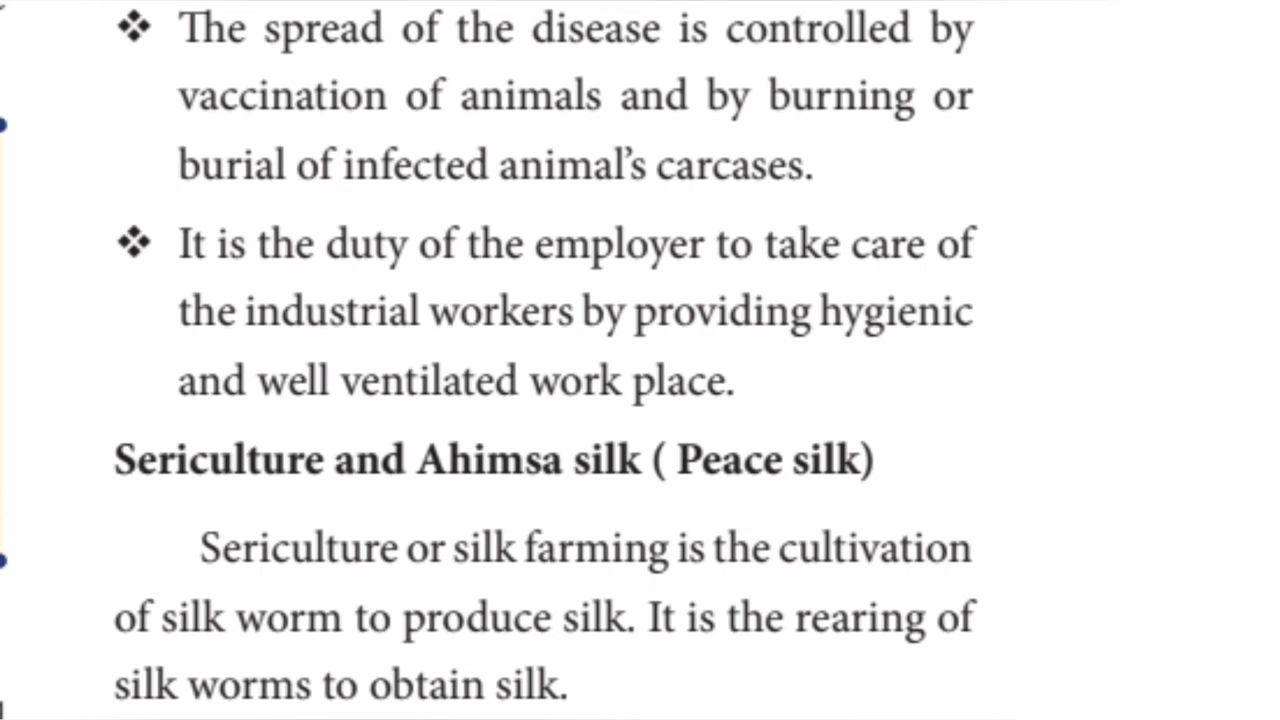 ❖ The spread of the disease is controlled by
vaccination of animals and by burning or
burial of infected animal’s carcases.
❖ It is the duty of the employer to take care of
the industrial workers by providing hygienic
and well ventilated work place.
Sericulture and Ahimsa silk ( Peace silk)
Sericulture or silk farming is the cultivation
of silk worm to produce silk. It is the rearing of
silk worms to obtain silk.